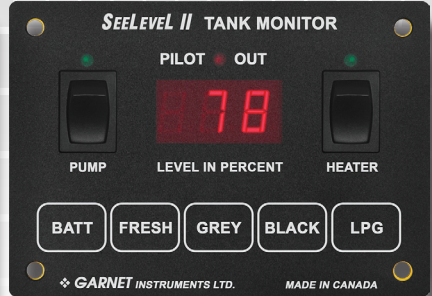 SEELEVEL II TANK MONITOR
PILOT OUT
78
PUMP LEVEL IN PERCENT HEATER
BATT FRESH GREY BLACK LPG
GARNET INSTRUMENTS LTD. MADE IN CANADA